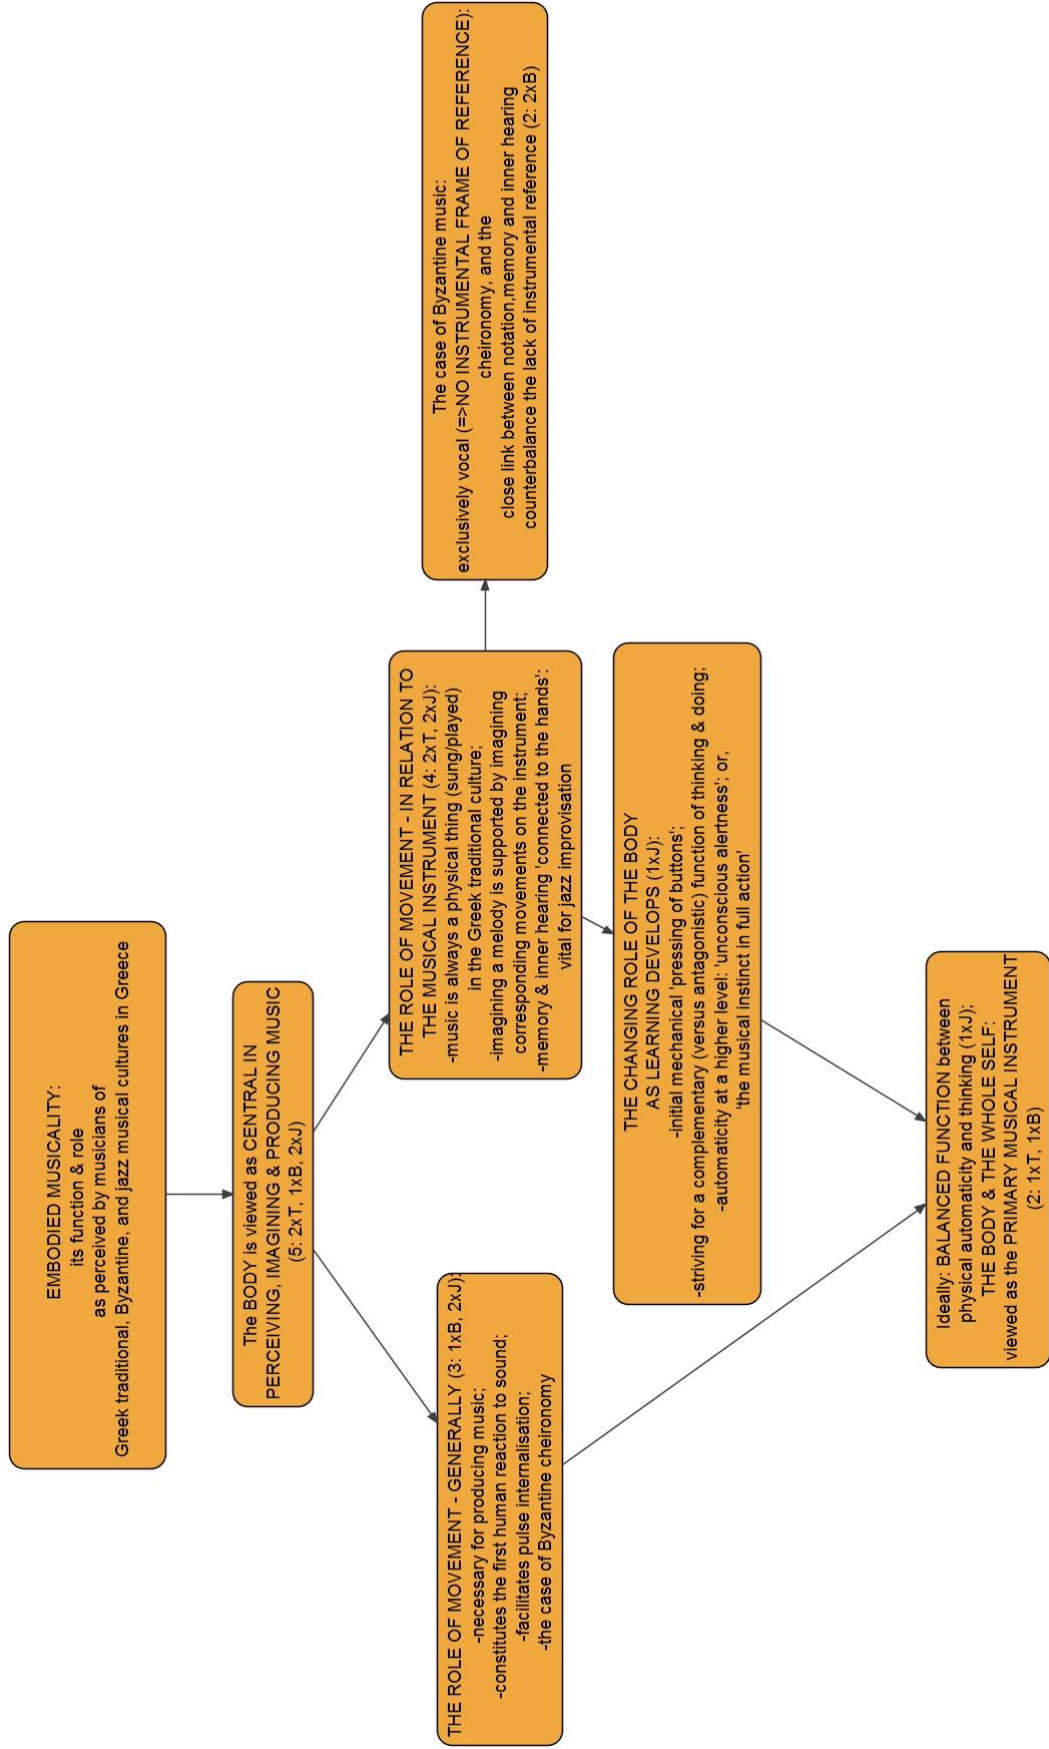 EMBODIED MUSICALITY:
its function & role
as perceived by musicians of
Greek traditional, Byzantine, and jazz musical cultures in Greece
The BODY is viewed as CENTRAL IN
PERCEIVING, IMAGINING & PRODUCING MUSIC
(5: 2xT, 1xB, 2xJ)
THE ROLE OF MOVEMENT - GENERALLY (3: 1xB, 2xJ):
-necessary for producing music;
-constitutes the first human reaction to sound;
-facilitates pulse internalisation;
-the case of Byzantine cheironomy
THE ROLE OF MOVEMENT - IN RELATION TO
THE MUSICAL INSTRUMENT (4: 2xT, 2xJ):
-music is always a physical thing (sung/played)
in the Greek traditional culture;
-imagining a melody is supported by imagining
corresponding movements on the instrument;
-memory & inner hearing 'connected to the hands':
vital for jazz improvisation
The case of Byzantine music:
exclusively vocal (=>NO INSTRUMENTAL FRAME OF REFERENCE):
cheironomy, and the
close link between notation,memory and inner hearing
counterbalance the lack of instrumental reference (2: 2xB)
THE CHANGING ROLE OF THE BODY
AS LEARNING DEVELOPS (1xJ):
-initial mechanical 'pressing of buttons';
-striving for a complementary (versus antagonistic) function of thinking & doing;
-automaticity at a higher level: 'unconscious alertness'; or,
'the musical instinct in full action'
Ideally: BALANCED FUNCTION between
physical automaticity and thinking (1xJ);
THE BODY & THE WHOLE SELF:
viewed as the PRIMARY MUSICAL INSTRUMENT
(2: 1xT, 1xB)